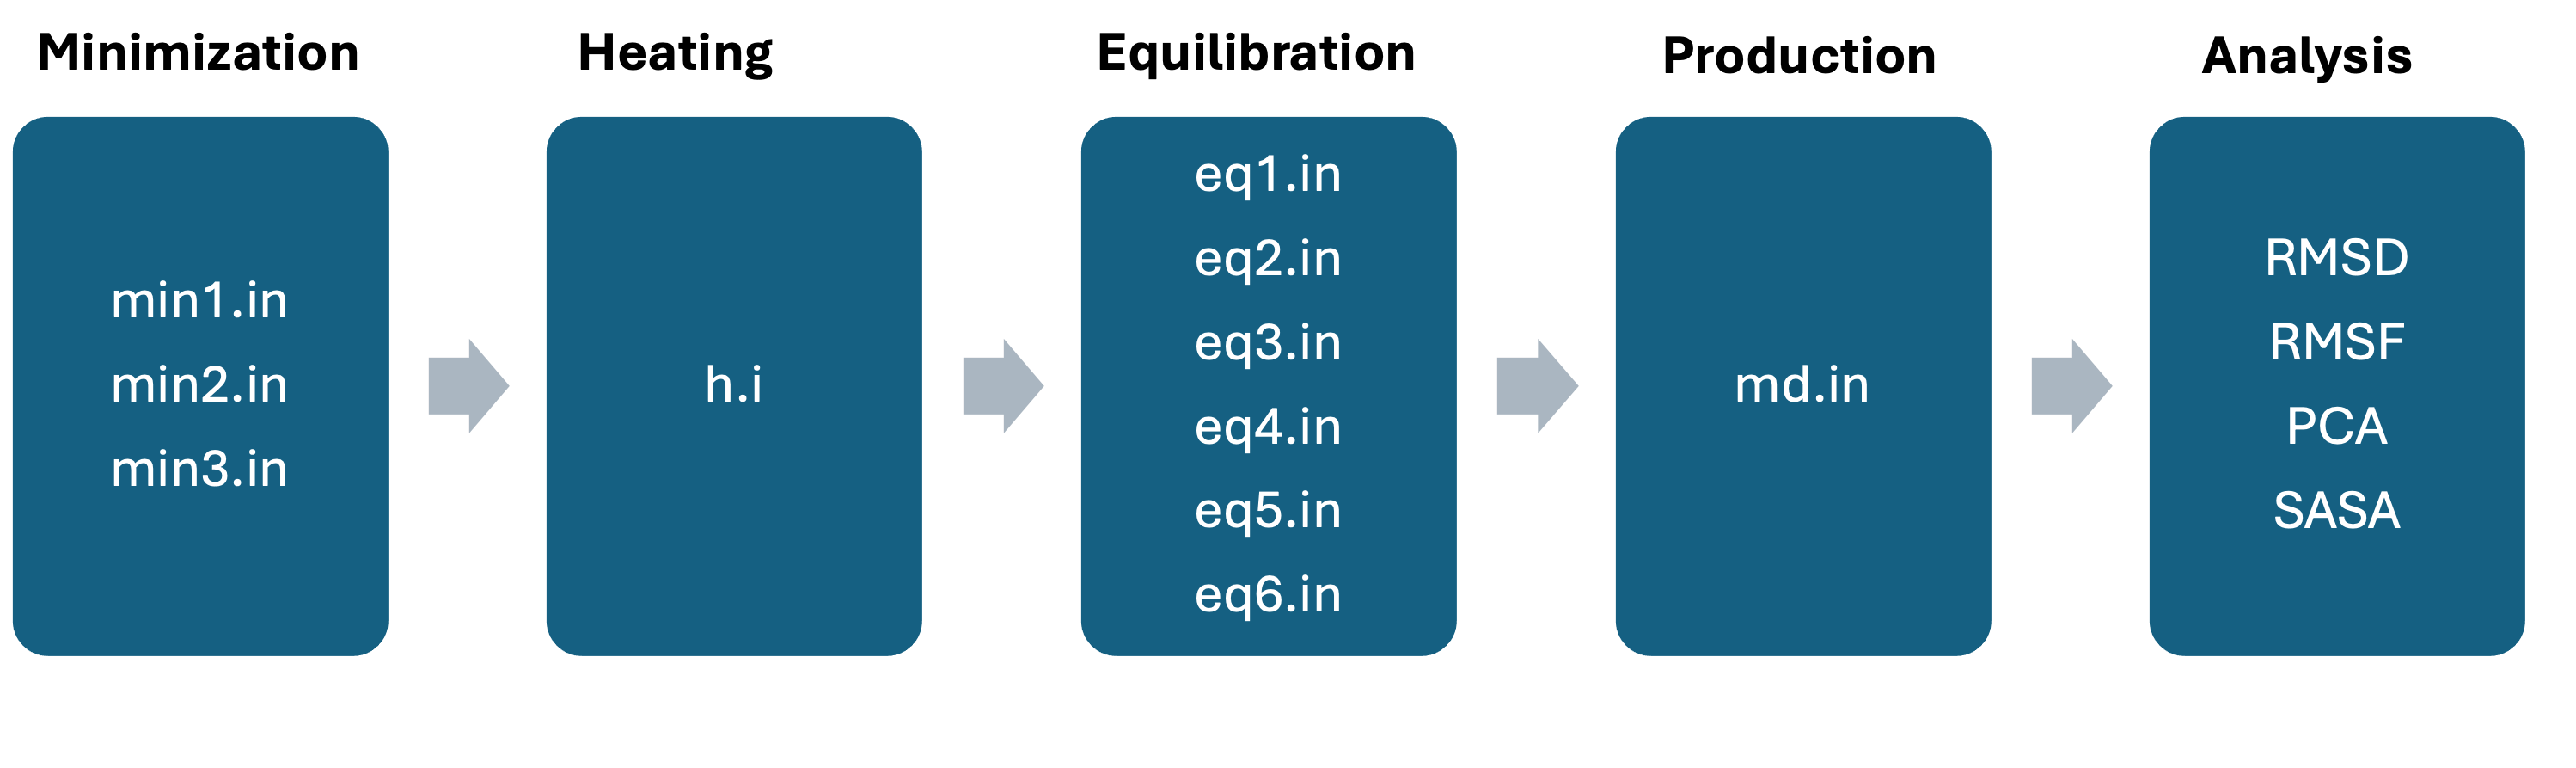 Minimization
min1.in
min2.in
min3.in
Heating
h.i
Equilibration
eq1.in
eq2.in
eq3.in
eq4.in
eq5.in
eq6.in
Production
md.in
Analysis
RMSD
RMSF
PCA
SASA